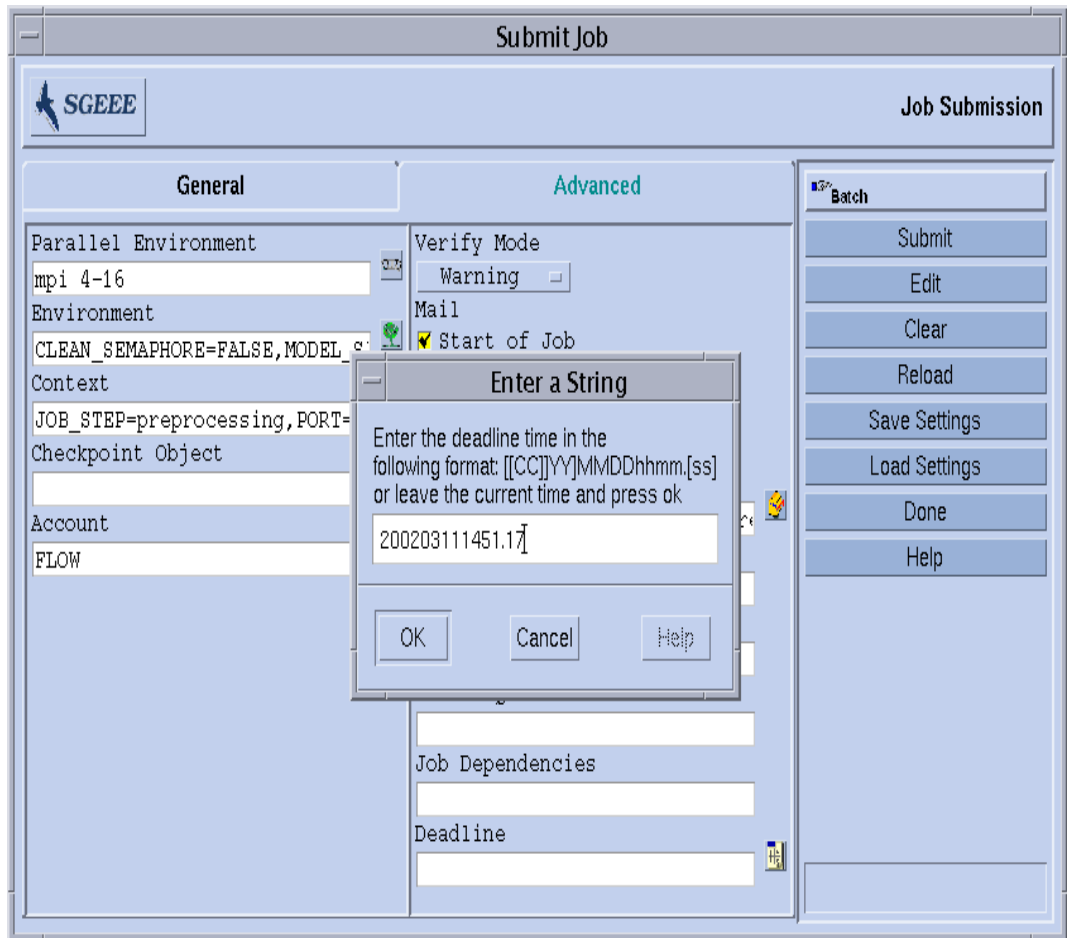 Submit Job
SGEEE
Job Submission
General
Advanced
Batch
Parallel Environment
mpi 4-16
Environment
CLEAN_SEMAPHORE=FALSE,MODEL_S
Context
JOB_STEP=preprocessing,PORT=
Checkpoint Object
Account
FLOW
Verify Mode
Warning
Mail
Start of Job
Enter a String
Enter the deadline time in the
following format: [[CC]]YY]MMDDhhmm.[ss]
or leave the current time and press ok
200203111451.17
OK
Cancel
Help
Job Dependencies
Deadline
Submit
Edit
Clear
Reload
Save Settings
Load Settings
Done
Help